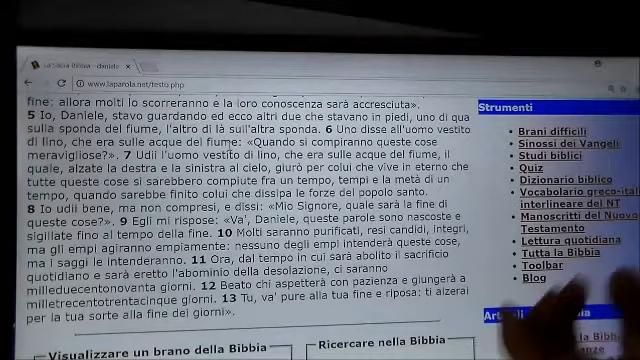 La Sacra Bibbia - daniele
www.laparola.net/testo.php
fine: allora molti lo scorreranno e la loro conoscenza sarà accresciuta».
5 Io, Daniele, stavo guardando ed ecco altri due che stavano in piedi, uno di qua
sulla sponda del fiume, l'altro di là sull'altra sponda. 6 Uno disse all'uomo vestito
di lino, che era sulle acque del fiume: «Quando si compiranno queste cose
meravigliose?». 7 Udii l'uomo vestito di lino, che era sulle acque del fiume, il
quale, alzate la destra e la sinistra al cielo, giurò per colui che vive in eterno che
tutte queste cose si sarebbero compiute fra un tempo, tempi e la metà di un
tempo, quando sarebbe finito colui che dissipa le forze del popolo santo.
8 Io udii bene, ma non compresi, e dissi: «Mio Signore, quale sarà la fine di
queste cose?». 9 Egli mi rispose: «Va', Daniele, queste parole sono nascoste e
sigillate fino al tempo della fine. 10 Molti saranno purificati, resi candidi, integri,
ma gli empi agiranno empiamente: nessuno degli empi intenderà queste cose,
ma i saggi le intenderanno. 11 Ora, dal tempo in cui sarà abolito il sacrificio
quotidiano e sarà eretto l'abominio della desolazione, ci saranno
milleduecentonovanta giorni. 12 Beato chi aspetterà con pazienza e giungerà a
milletrecentotrentacinque giorni. 13 Tu, va' pure alla tua fine e riposa: ti alzerai
per la tua sorte alla fine dei giorni».
Visualizzare un brano della Bibbia
Ricercare nella Bibbia
Strumenti
Brani difficili
Sinossi dei Vangeli
Studi biblici
Quiz
Dizionario biblico
Vocabolario greco-ital
interlineare del NT
Manoscritti del Nuovo
Testamento
Lettura quotidiana
Tutta la Bibbia
Toolbar
Blog